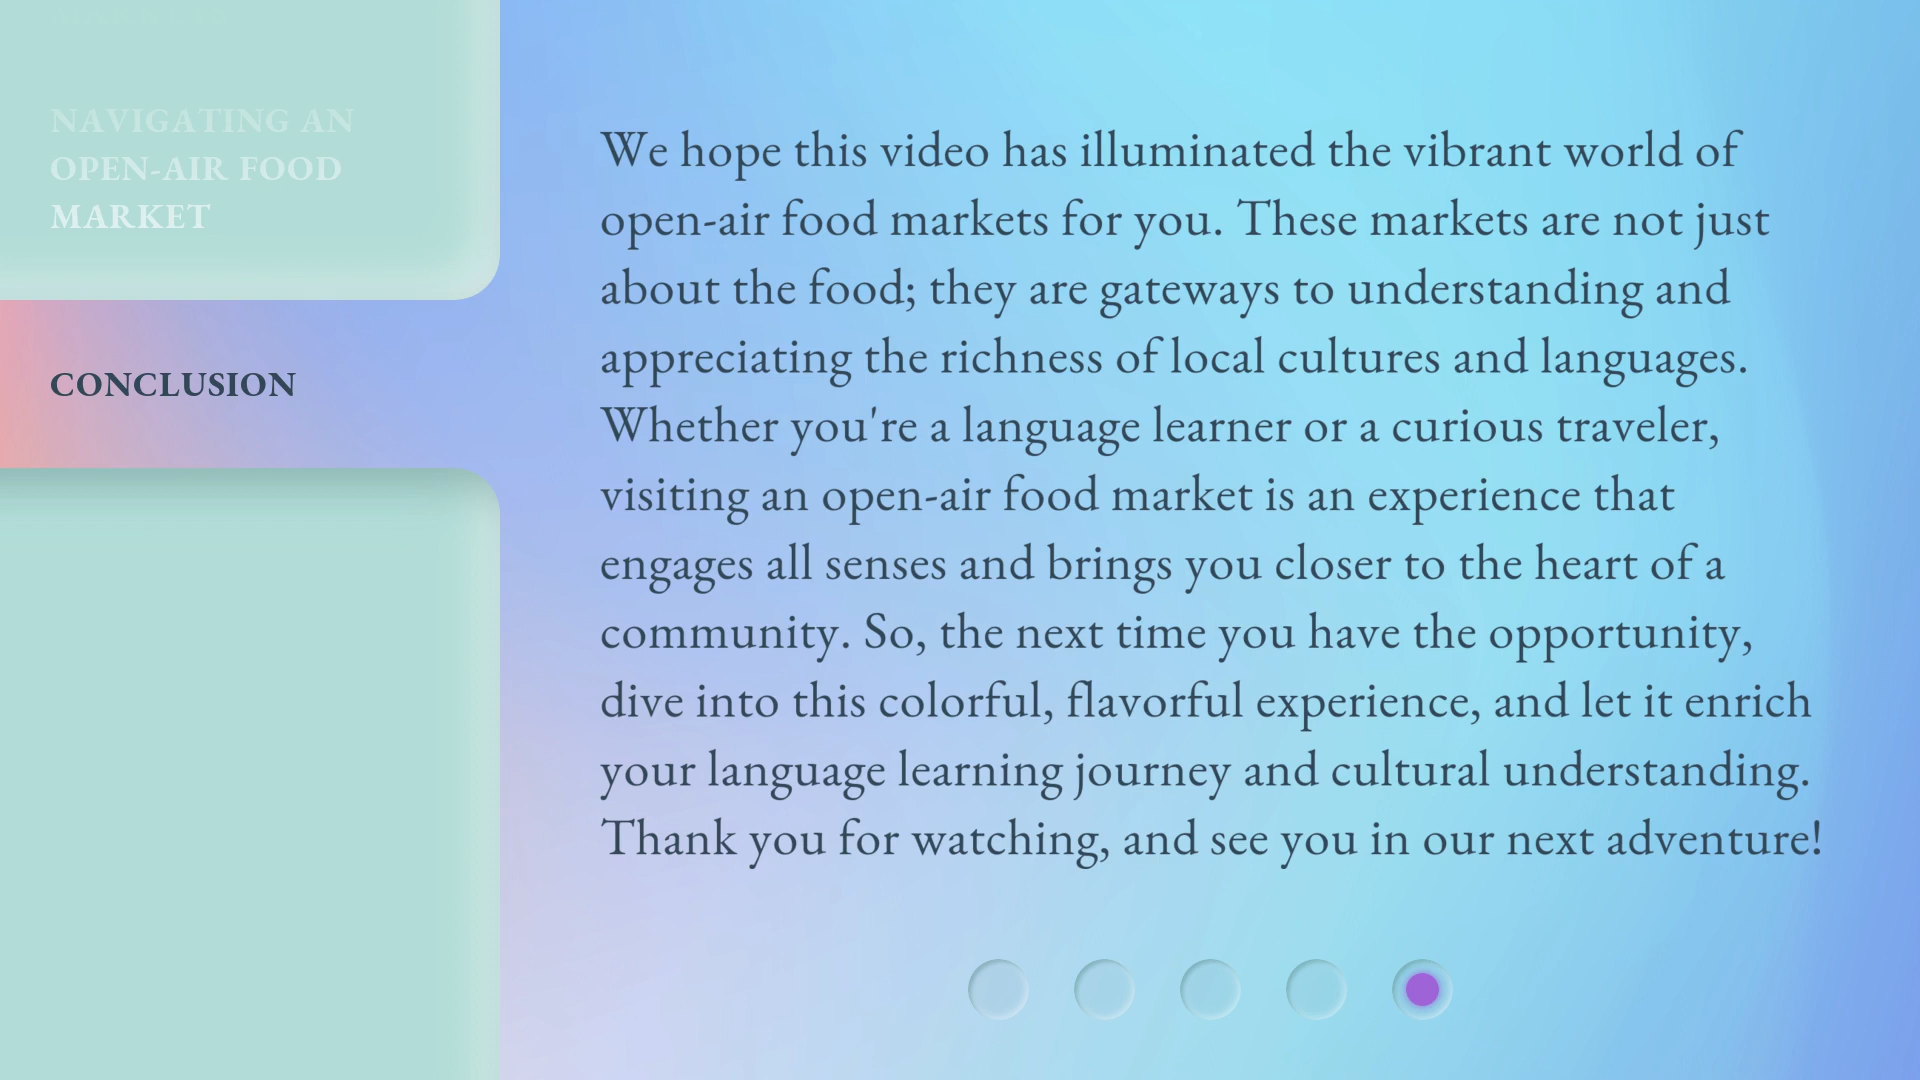 NAVIGATING AN
OPEN-AIR FOOD
MARKET
CONCLUSION
We hope this video has illuminated the vibrant world of
open-air food markets for you. These markets are not just
about the food; they are gateways to understanding and
appreciating the richness of local cultures and languages.
Whether you're a language learner or a curious traveler,
visiting an open-air food market is an experience that
engages all senses and brings you closer to the heart of a
community. So, the next time you have the opportunity,
dive into this colorful, flavorful experience, and let it enrich
your language learning journey and cultural understanding.
Thank you for watching, and see you in our next adventure!